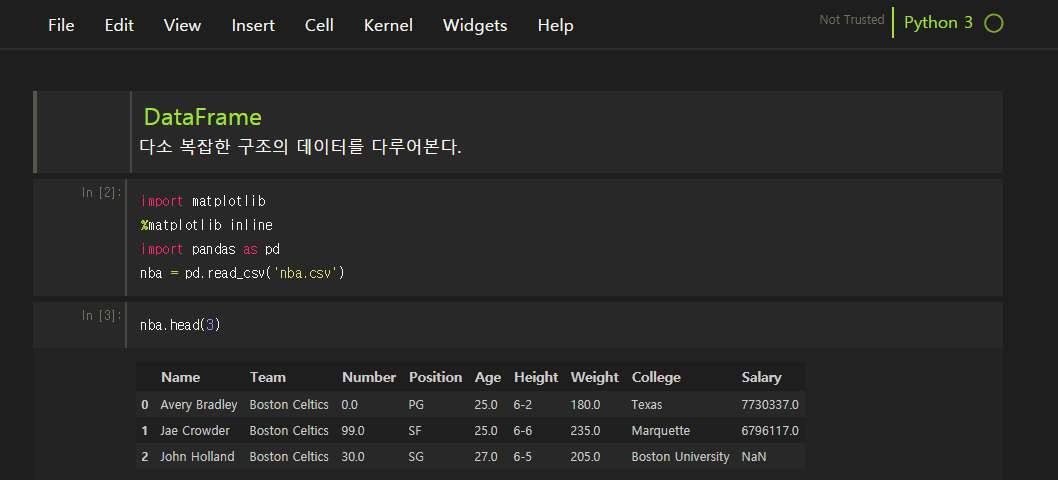 File Edit View Insert Cell Kernel Widgets Help Not Trusted Python 3
DataFrame
다소 복잡한 구조의 데이터를 다루어본다.
In [2]:
import matplotlib
%matplotlib inline
import pandas as pd
nba = pd.read_csv('nba.csv')
In [3]:
nba.head(3)
Name Team Number Position Age Height Weight College Salary
0 Avery Bradley Boston Celtics 0.0 PG 25.0 6-2 180.0 Texas 7730337.0
1 Jae Crowder Boston Celtics 99.0 SF 25.0 6-6 235.0 Marquette 6796117.0
2 John Holland Boston Celtics 30.0 SG 27.0 6-5 205.0 Boston University NaN